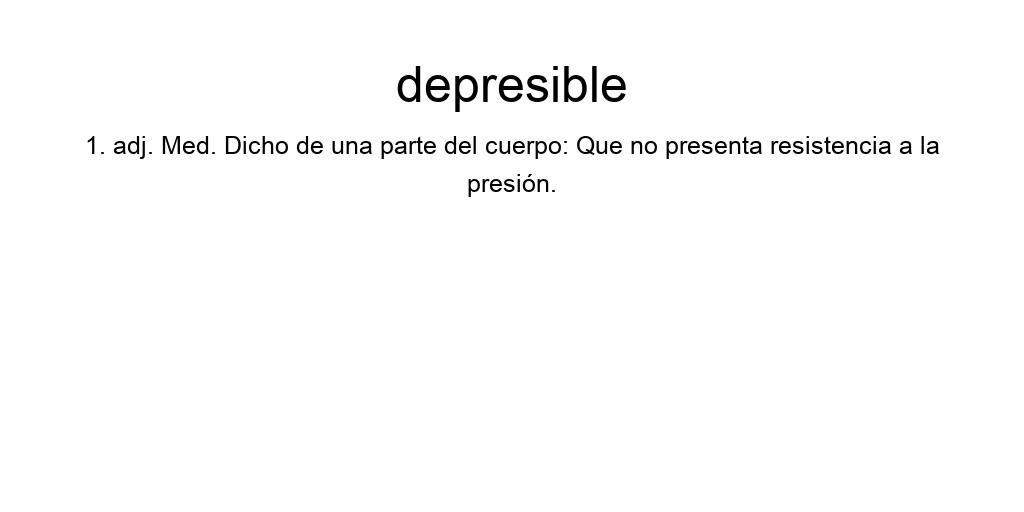 depresible
1. adj. Med. Dicho de una parte del cuerpo: Que no presenta resistencia a la
presión.